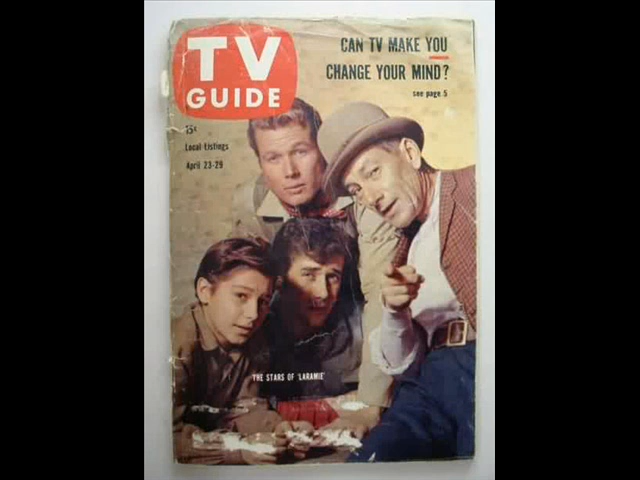 TV
GUIDE
CAN TV MAKE YOU
CHANGE YOUR MIND?
see page 5
15¢
Local Listings
April 23-29
THE STARS OF 'LARAMIE'